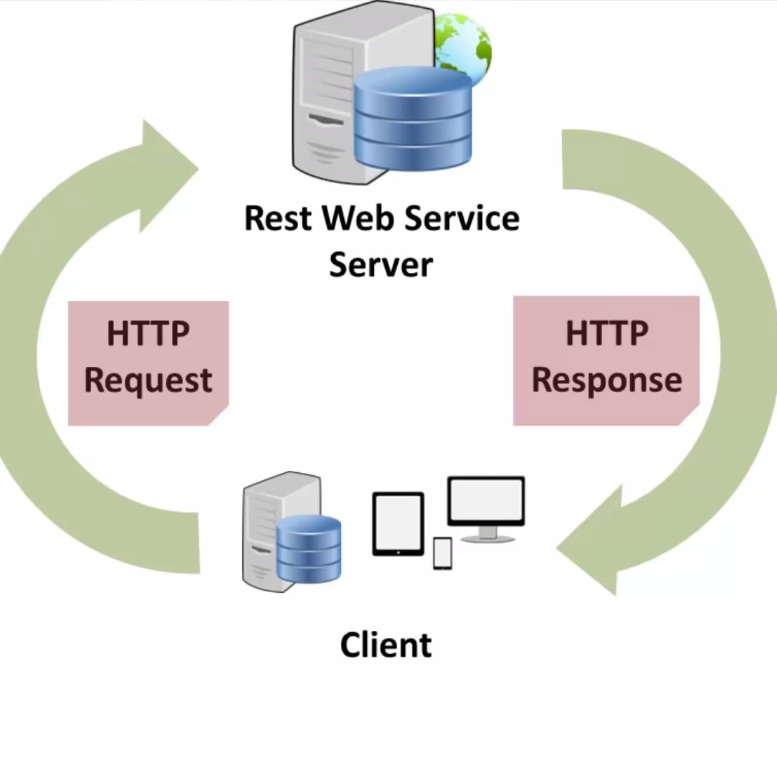 Rest Web Service
Server
HTTP
Request
HTTP
Response
Client